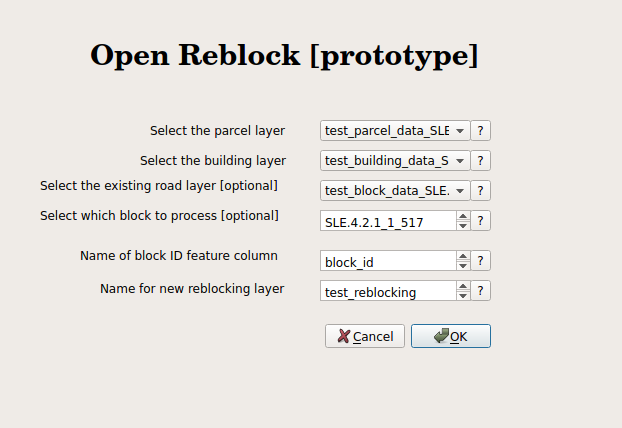 Open Reblock [prototype]
Select the parcel layer test_parcel_data_SLE ?
Select the building layer test_building_data_S ?
Select the existing road layer [optional] test_block_data_SLE. ?
Select which block to process [optional] SLE.4.2.1_1_517 ?
Name of block ID feature column block_id ?
Name for new reblocking layer test_reblocking ?
Cancel OK